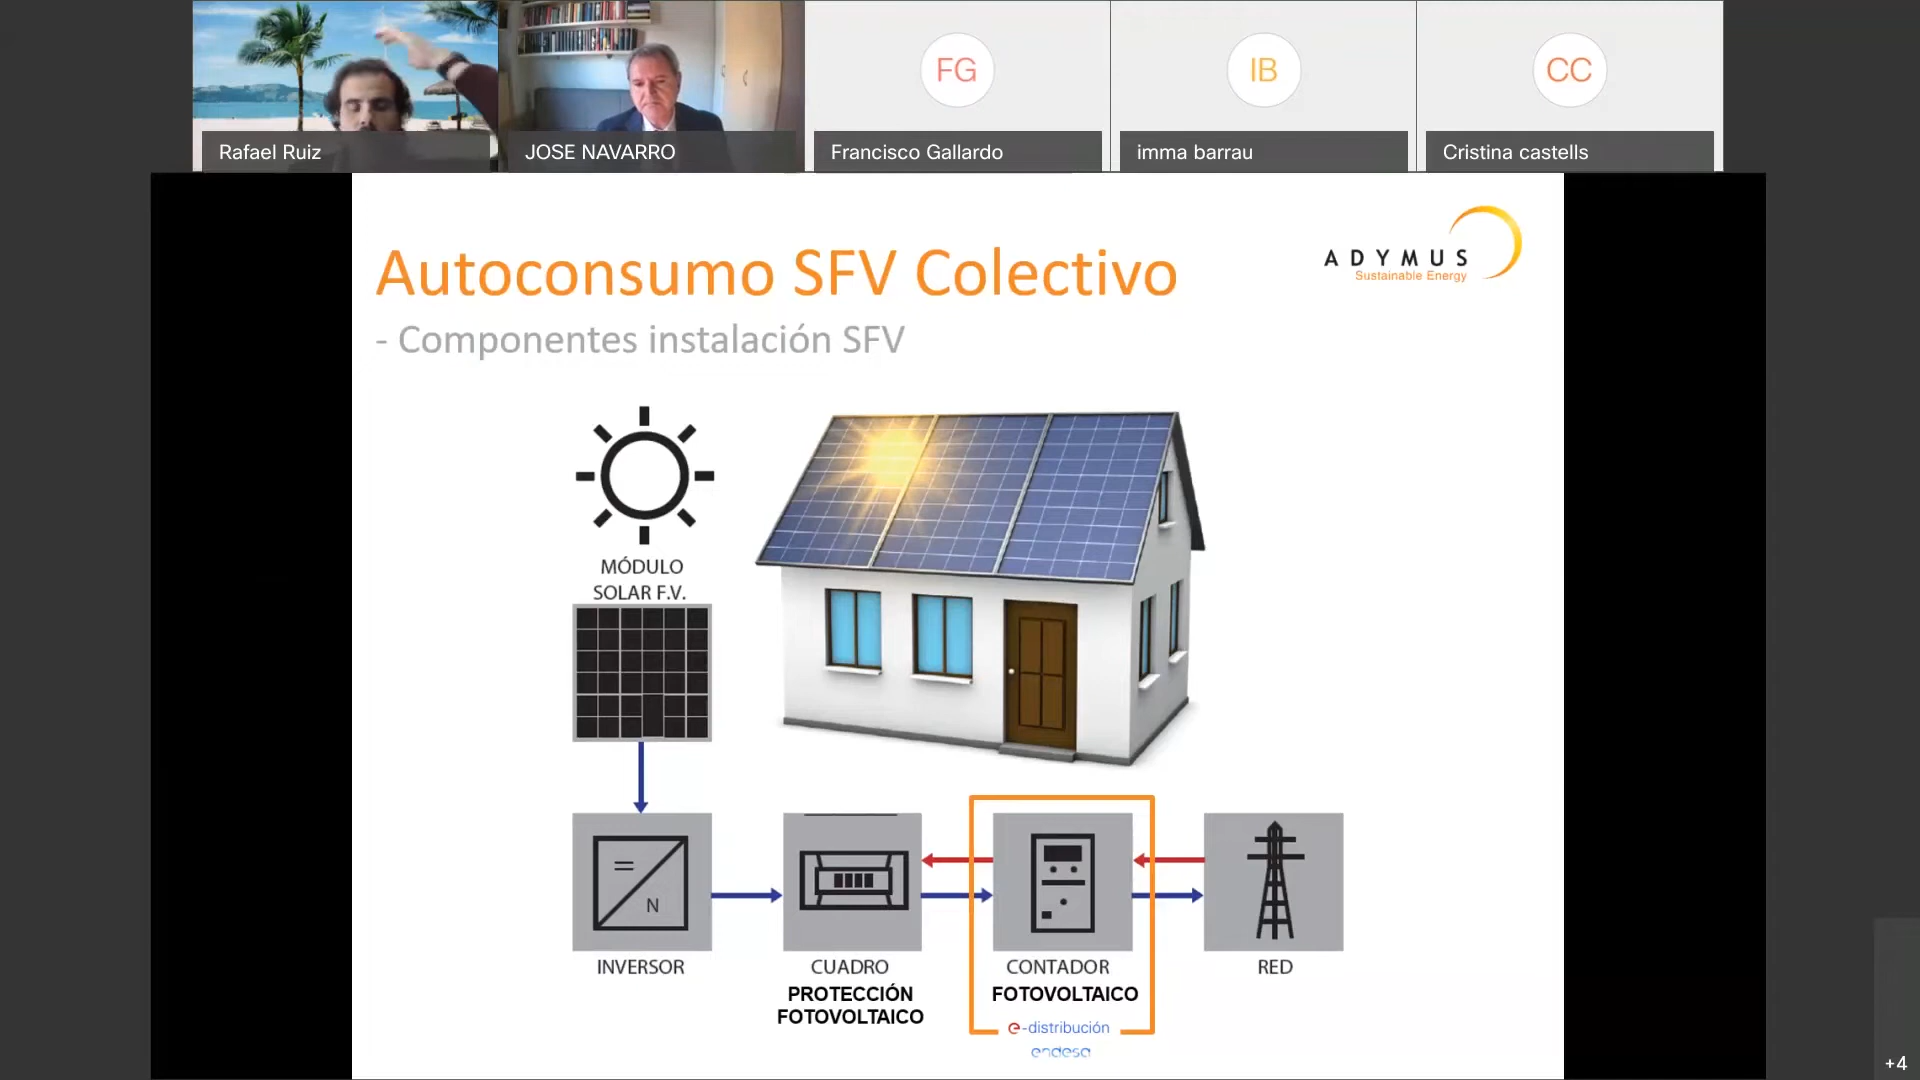 FG
IB
CC
Rafael Ruiz
JOSE NAVARRO
Francisco Gallardo
imma barrau
Cristina castells
Autoconsumo SFV Colectivo
- Componentes instalación SFV
ADYMUS
Sustainable Energy
MÓDULO
SOLAR F.V.
N
INVERSOR
CUADRO
PROTECCIÓN
FOTOVOLTAICO
CONTADOR
FOTOVOLTAICO
e-distribución
endesa
RED
+4